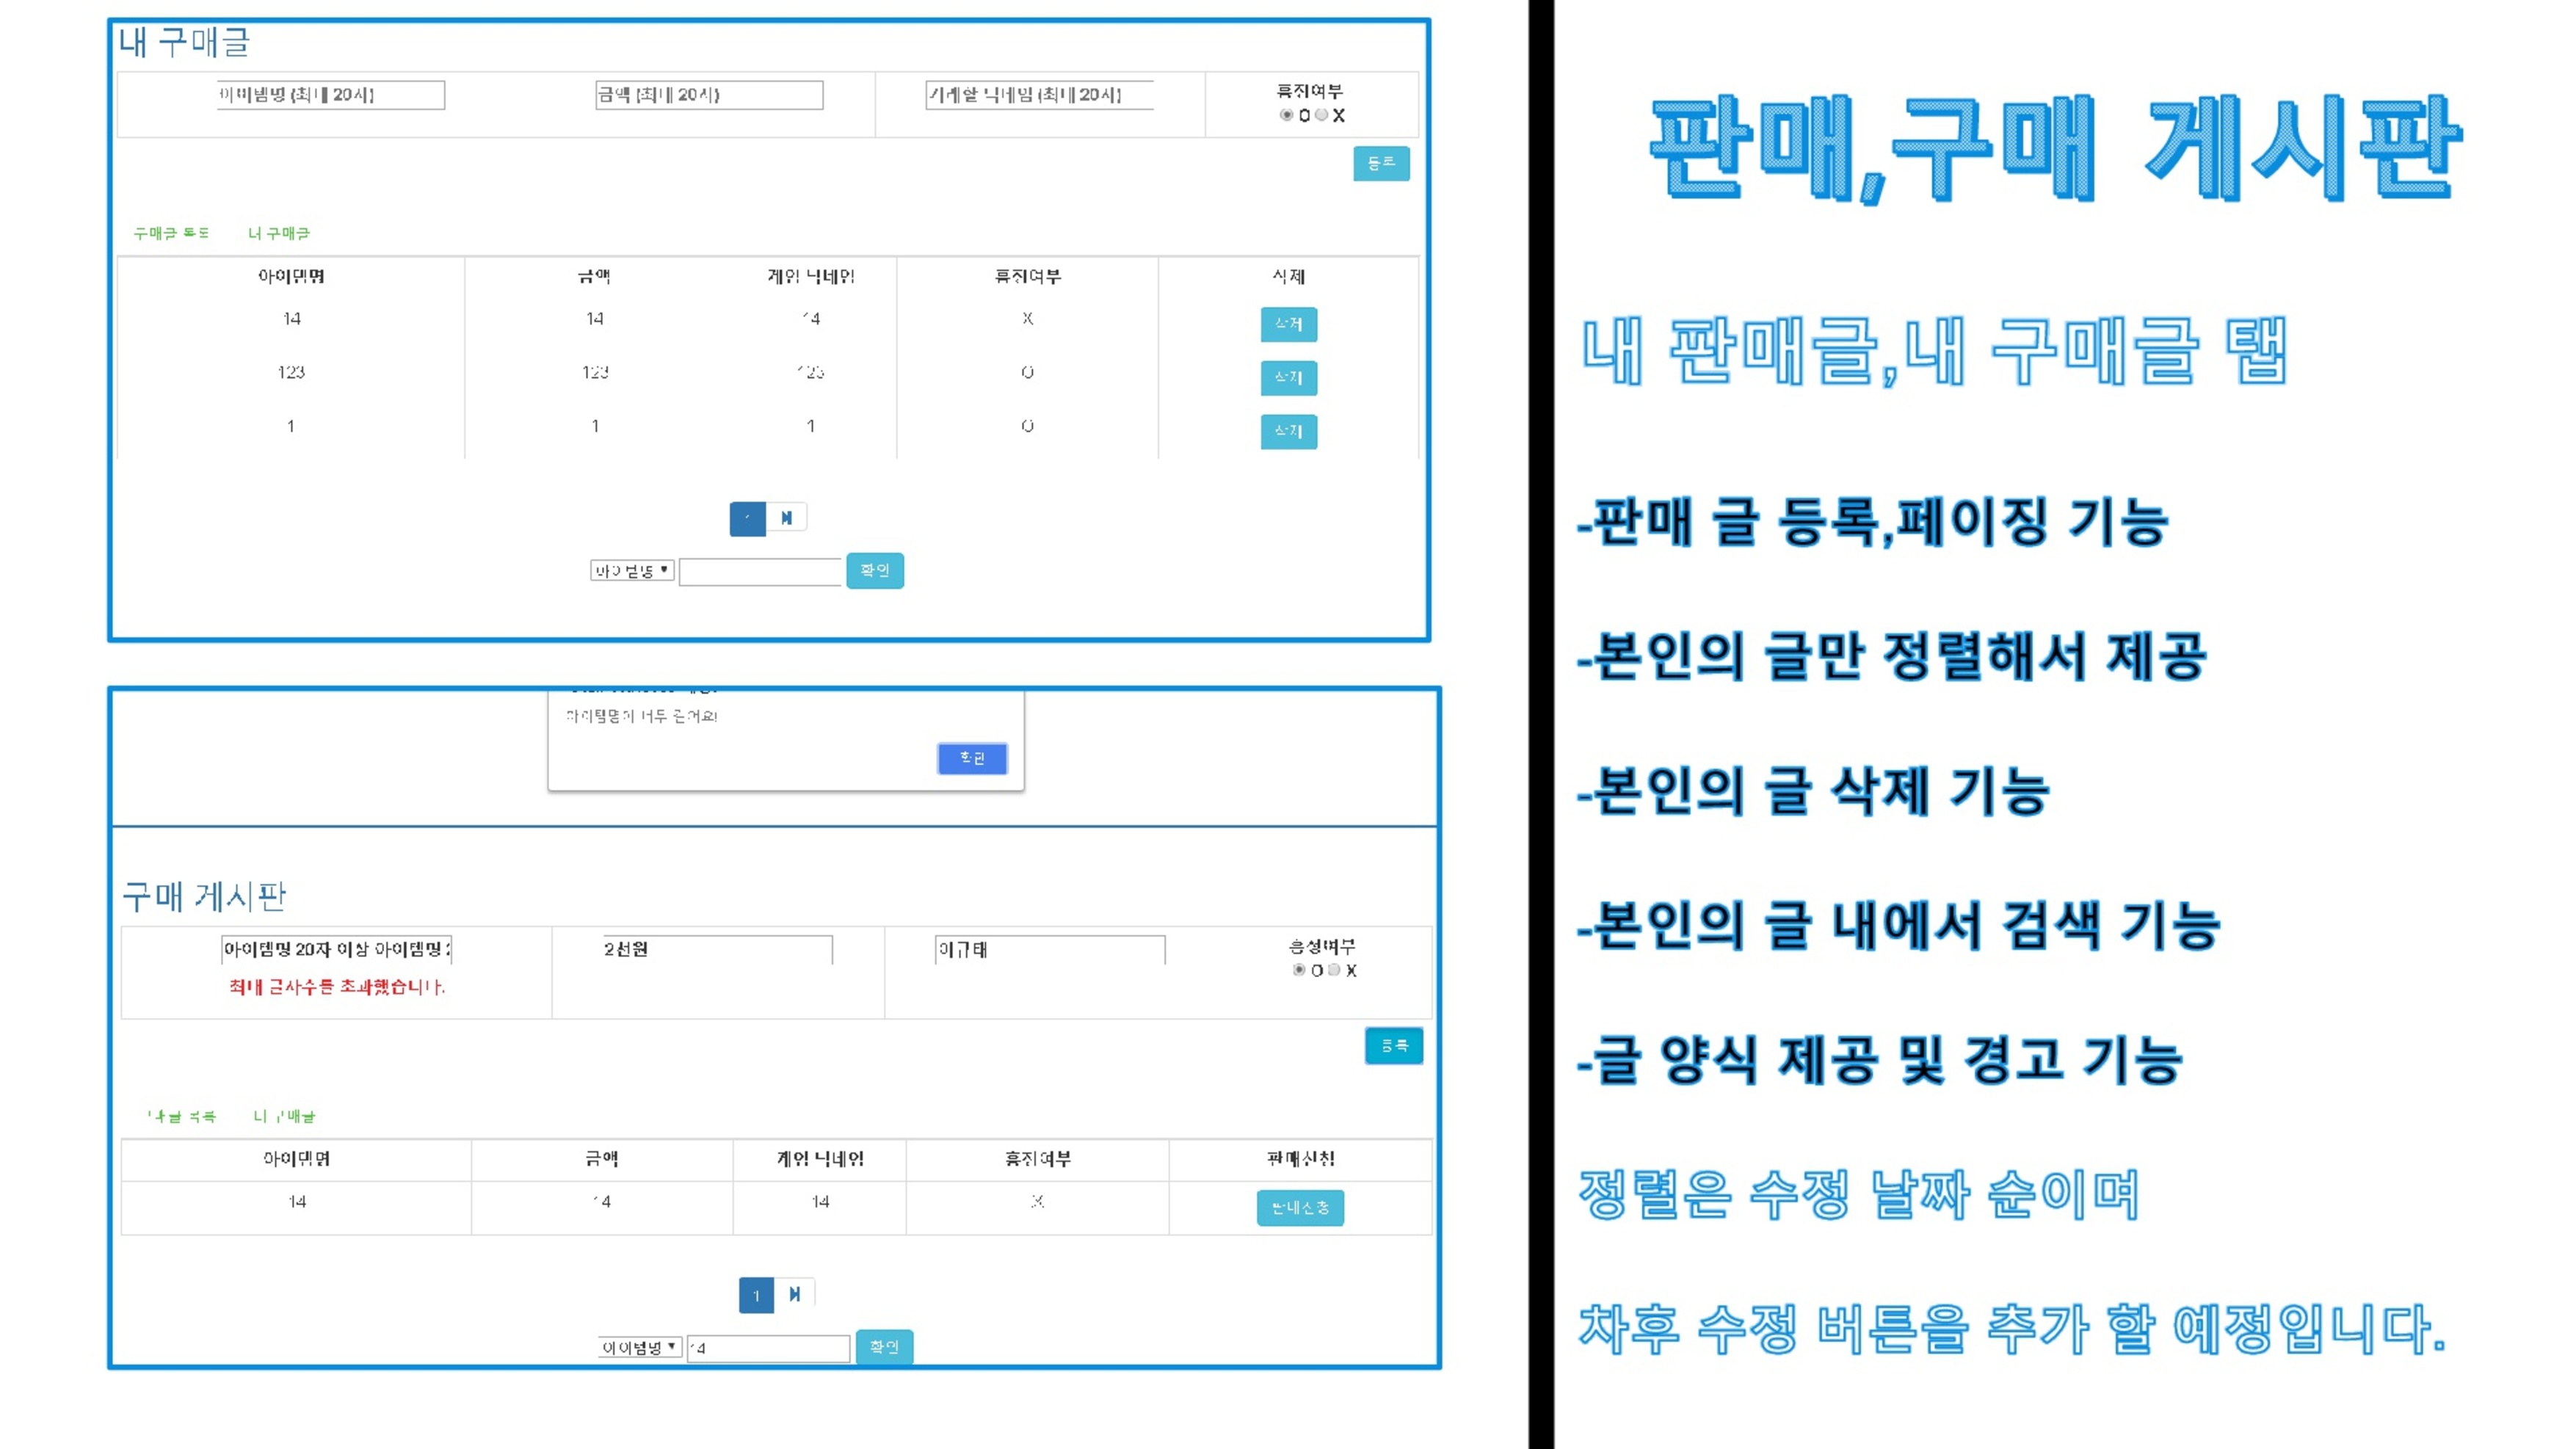 내 구매글
아이템명 (최대 20자) 금액 (최대 20자) 거래할 닉네임 (최대 20자) 흥정여부
O X
등록
구매글 목록 내 구매글
아이템명 금액 게임 닉네임 흥정여부 삭제
14 14 14 X 삭제
123 123 123 O 삭제
1 1 1 O 삭제
1
아이템명 확인
아이템명이 너무 길어요!
확인
구매 게시판
아이템명 20자 이상 아이템명 2천원 이규태 흥정여부
최대 글자수를 초과했습니다. O X
등록
구매글 목록 내 구매글
아이템명 금액 게임 닉네임 흥정여부 판매신청
14 14 14 X 판매신청
1
아이템명 14 확인
판매,구매 게시판
내 판매글,내 구매글 탭
-판매 글 등록,페이징 기능
-본인의 글만 정렬해서 제공
-본인의 글 삭제 기능
-본인의 글 내에서 검색 기능
-글 양식 제공 및 경고 기능
정렬은 수정 날짜 순이며
차후 수정 버튼을 추가 할 예정입니다.